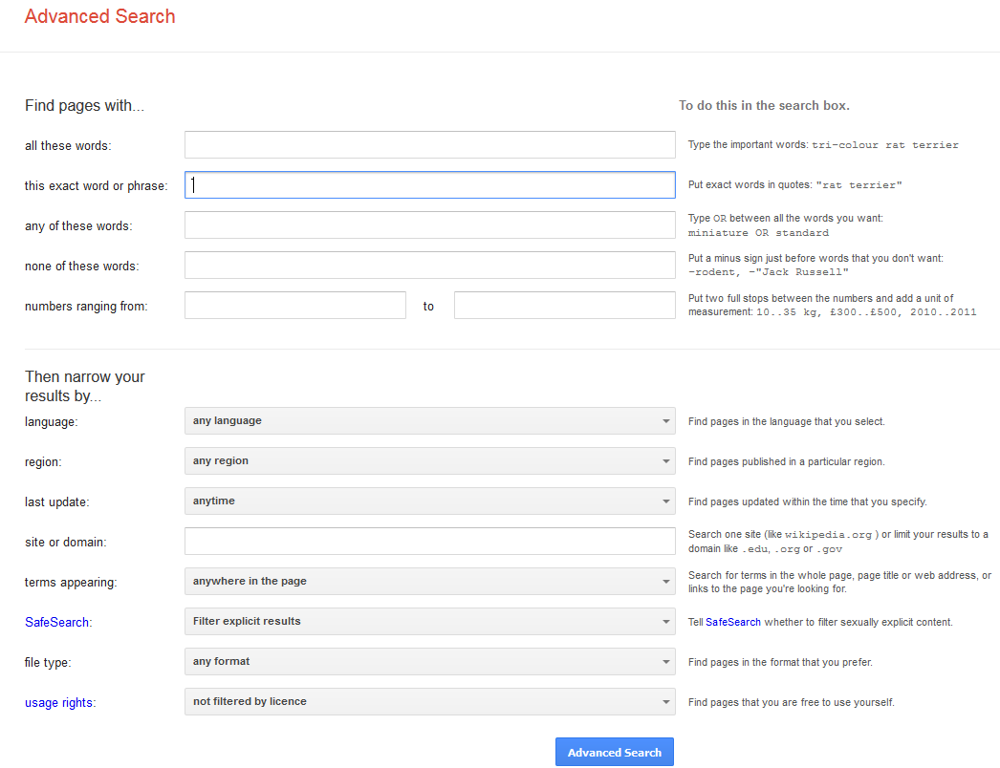 Advanced Search
Find pages with...
To do this in the search box.
all these words:
Type the important words: tri-colour rat terrier
this exact word or phrase:
Put exact words in quotes: "rat terrier"
any of these words:
Type OR between all the words you want:
miniature OR standard
none of these words:
Put a minus sign just before words that you don't want:
-rodent, -"Jack Russell"
numbers ranging from:
to
Put two full stops between the numbers and add a unit of
measurement: 10..35 kg, £300..£500, 2010..2011
Then narrow your
results by...
language:
any language
Find pages in the language that you select.
region:
any region
Find pages published in a particular region.
last update:
anytime
Find pages updated within the time that you specify.
site or domain:
Search one site (like wikipedia.org ) or limit your results to a
domain like .edu, .org or .gov
terms appearing:
anywhere in the page
Search for terms in the whole page, page title or web address, or
links to the page you're looking for.
SafeSearch:
Filter explicit results
Tell SafeSearch whether to filter sexually explicit content.
file type:
any format
Find pages in the format that you prefer.
usage rights:
not filtered by licence
Find pages that you are free to use yourself.
Advanced Search